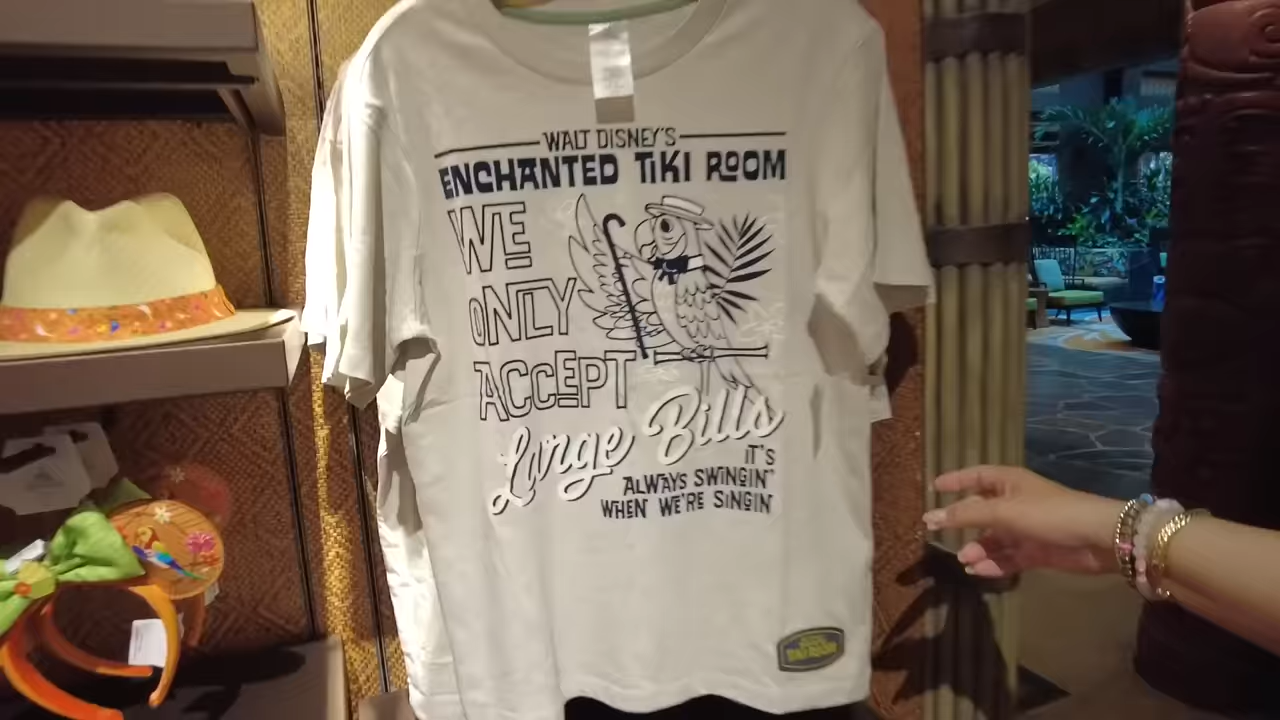 WALT DISNEY'S
ENCHANTED TIKI ROOM
WE
ONLY
ACCEPT
Large Bills
IT'S
ALWAYS SWINGIN'
WHEN WE'RE SINGIN'